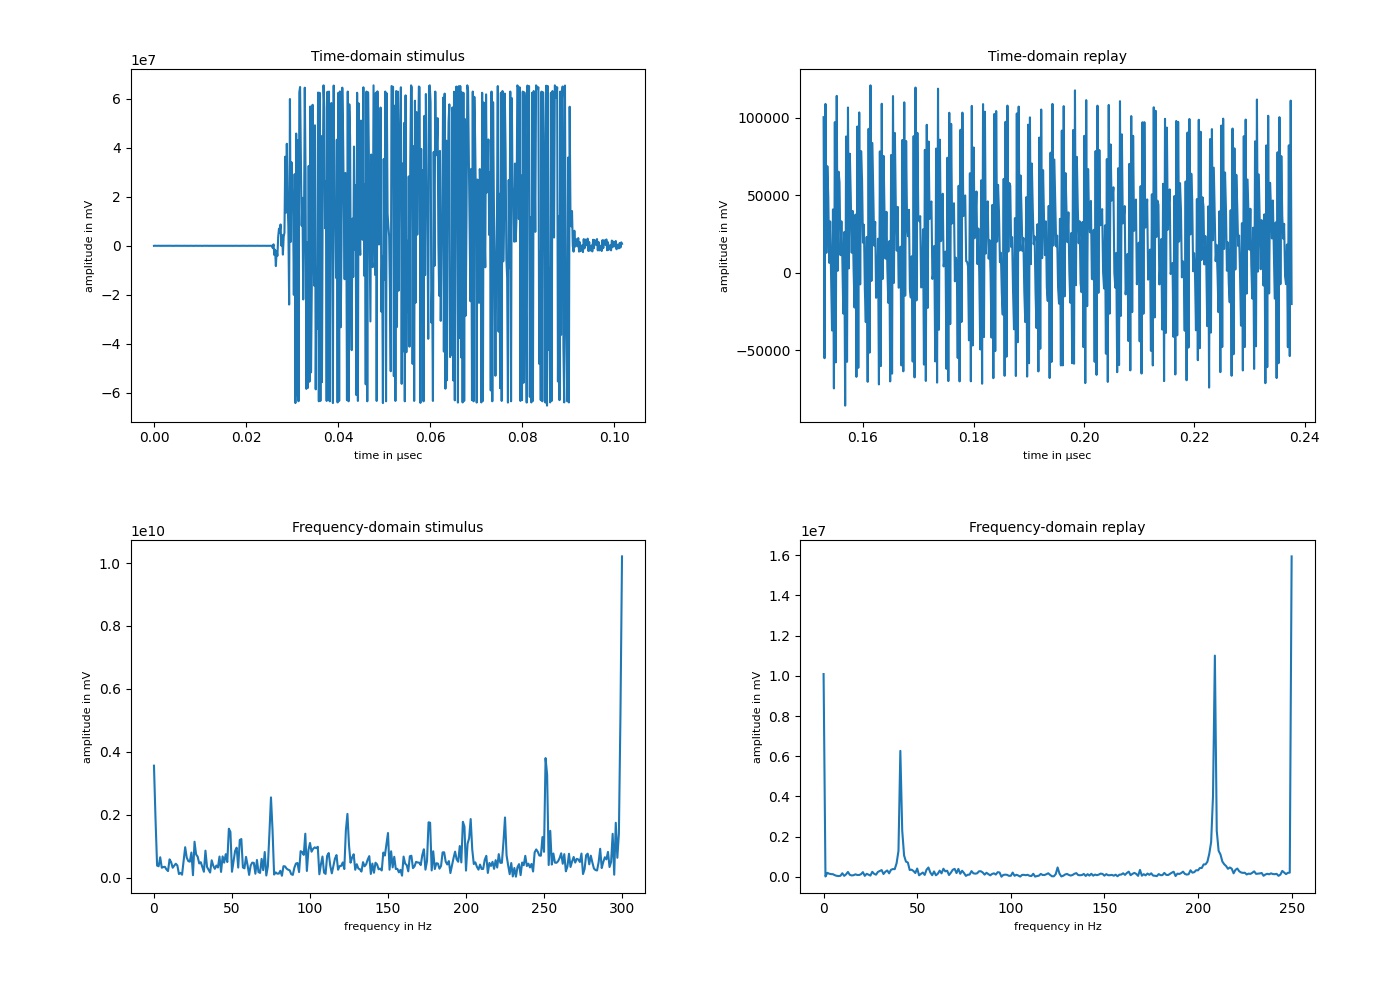 Time-domain stimulus
1e7
6
4
2
0
−2
−4
−6
amplitude in mV
0.00 0.02 0.04 0.06 0.08 0.10
time in µsec
Time-domain replay
100000
50000
0
−50000
amplitude in mV
0.16 0.18 0.20 0.22 0.24
time in µsec
Frequency-domain stimulus
1e10
1.0
0.8
0.6
0.4
0.2
0.0
amplitude in mV
0 50 100 150 200 250 300
frequency in Hz
Frequency-domain replay
1e7
1.6
1.4
1.2
1.0
0.8
0.6
0.4
0.2
0.0
amplitude in mV
0 50 100 150 200 250
frequency in Hz